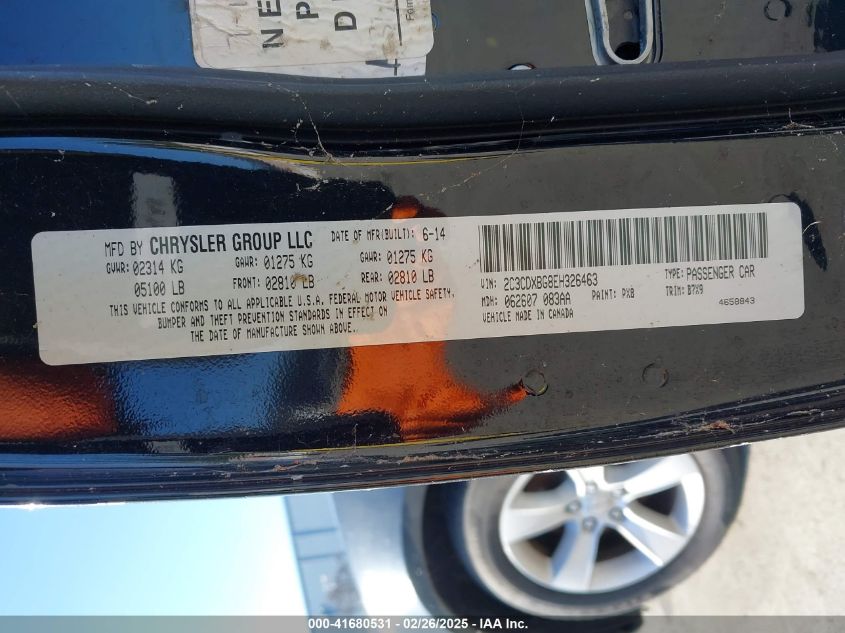 NE
P
D
MFD BY CHRYSLER GROUP LLC DATE OF MFR(BUILT): 6-14
GVWR: 02314 KG GAWR: 01275 KG GAWR: 01275 KG
05100 LB FRONT: 02810 LB REAR: 02810 LB
THIS VEHICLE CONFORMS TO ALL APPLICABLE U.S.A. FEDERAL MOTOR VEHICLE SAFETY,
BUMPER AND THEFT PREVENTION STANDARDS IN EFFECT ON
THE DATE OF MANUFACTURE SHOWN ABOVE.
VIN: 2C3CDXBG8EH326463 TYPE: PASSENGER CAR
MDH: 062607 083AA PAINT: PX8 TRIM: B7X9
VEHICLE MADE IN CANADA 4658843
000-41680531 - 02/26/2025 - IAA Inc.